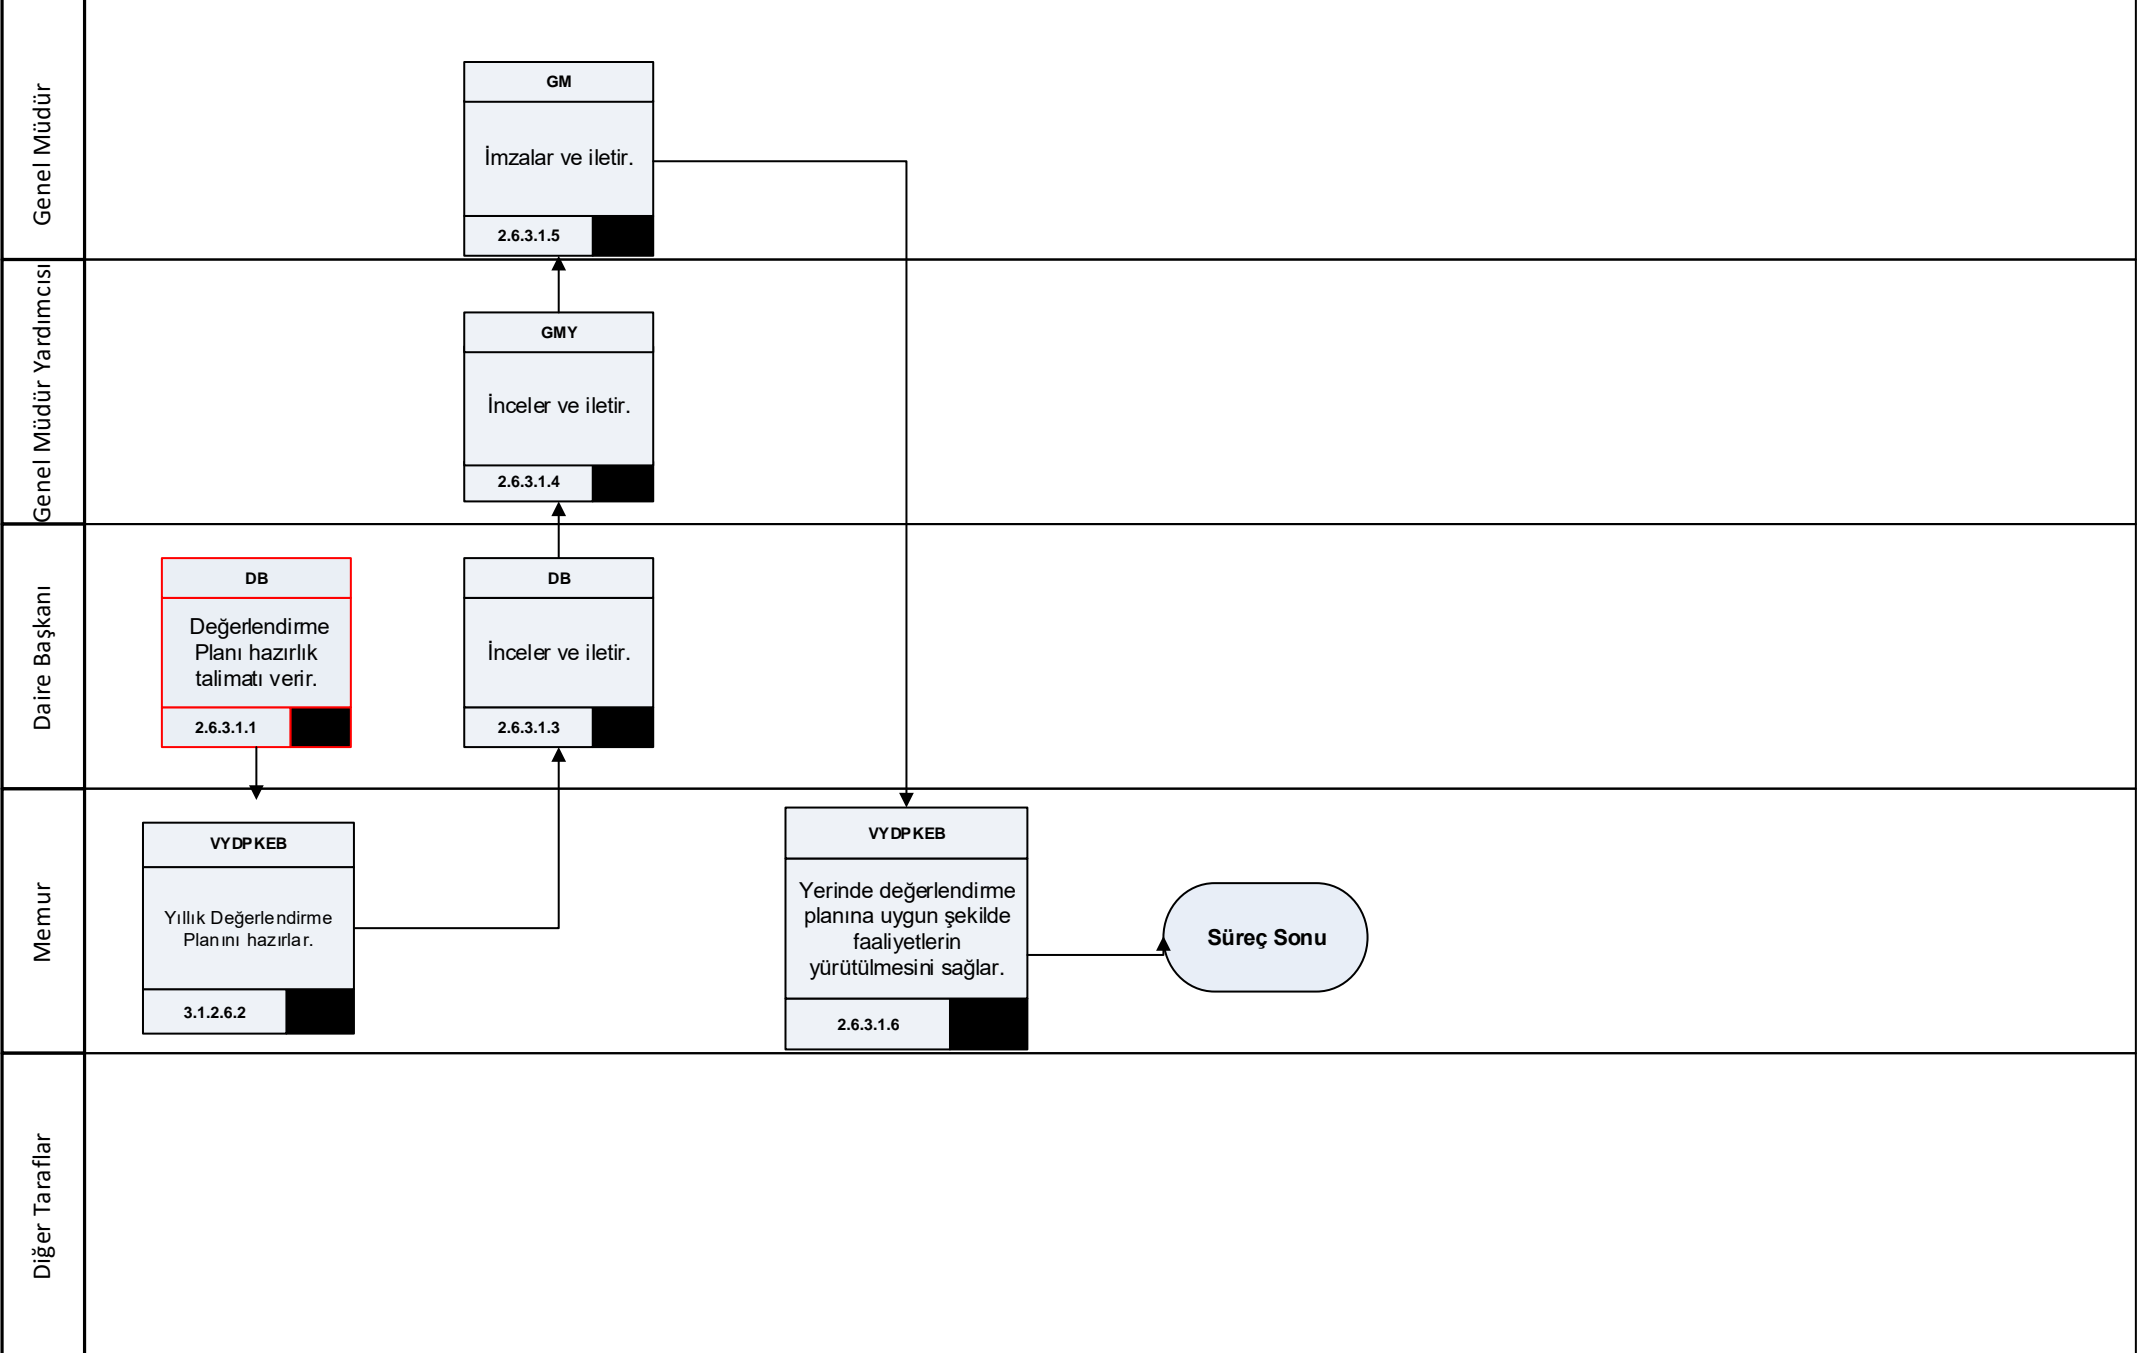 Genel Müdür
GM
İmzalar ve iletir.
2.6.3.1.5
Genel Müdür Yardımcısı
GMY
İnceler ve iletir.
2.6.3.1.4
Daire Başkanı
DB
Değerlendirme
Planı hazırlık
talimatı verir.
2.6.3.1.1
DB
İnceler ve iletir.
2.6.3.1.3
Memur
VYDPKEB
Yıllık Değerlendirme
Planını hazırlar.
3.1.2.6.2
VYDPKEB
Yerinde değerlendirme
planına uygun şekilde
faaliyetlerin
yürütülmesini sağlar.
2.6.3.1.6
Süreç Sonu
Diğer Taraflar